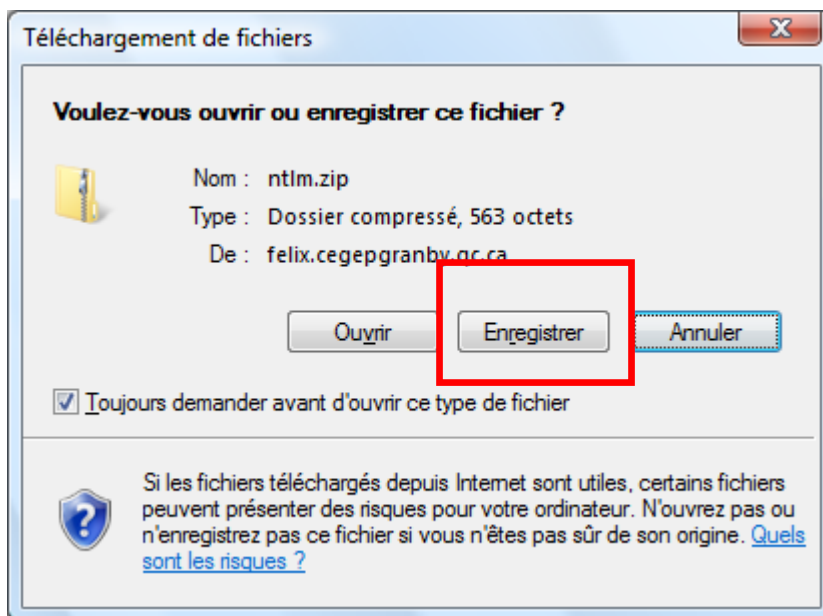 Téléchargement de fichiers
Voulez-vous ouvrir ou enregistrer ce fichier ?
Nom : ntlm.zip
Type : Dossier compressé, 563 octets
De : felix.cegepgranby.qc.ca
Ouvrir Enregistrer Annuler
Toujours demander avant d'ouvrir ce type de fichier
Si les fichiers téléchargés depuis Internet sont utiles, certains fichiers
peuvent présenter des risques pour votre ordinateur. N'ouvrez pas ou
n'enregistrez pas ce fichier si vous n'êtes pas sûr de son origine. Quels
sont les risques ?